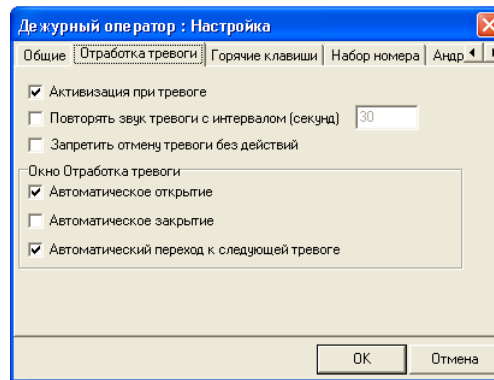 Дежурный оператор : Настройка
Общие Отработка тревоги Горячие клавиши Набор номера Андр
Активизация при тревоге
Повторять звук тревоги с интервалом (секунд) 30
Запретить отмену тревоги без действий
Окно Отработка тревоги
Автоматическое открытие
Автоматическое закрытие
Автоматический переход к следующей тревоге
OK Отмена